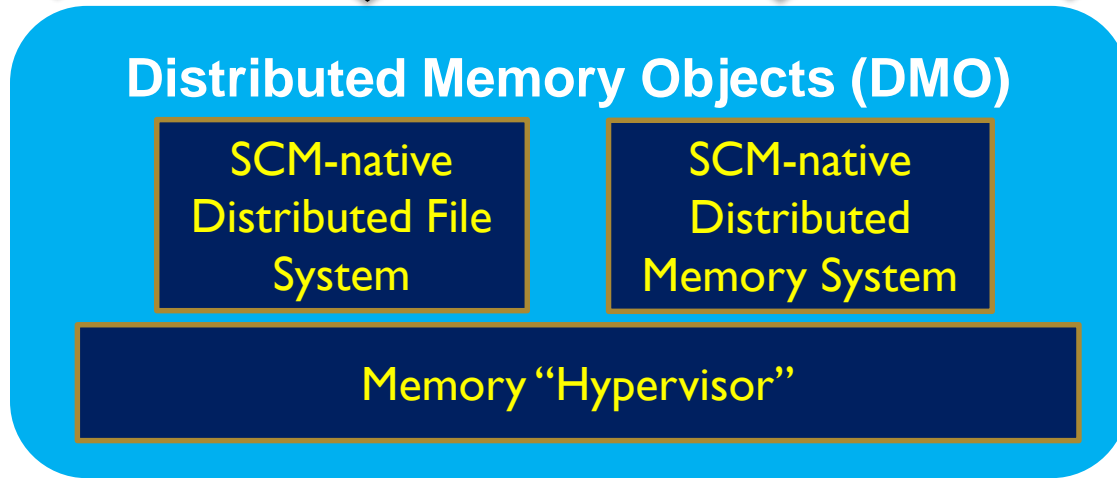 Distributed Memory Objects (DMO)
SCM-native
Distributed File
System
SCM-native
Distributed
Memory System
Memory “Hypervisor”